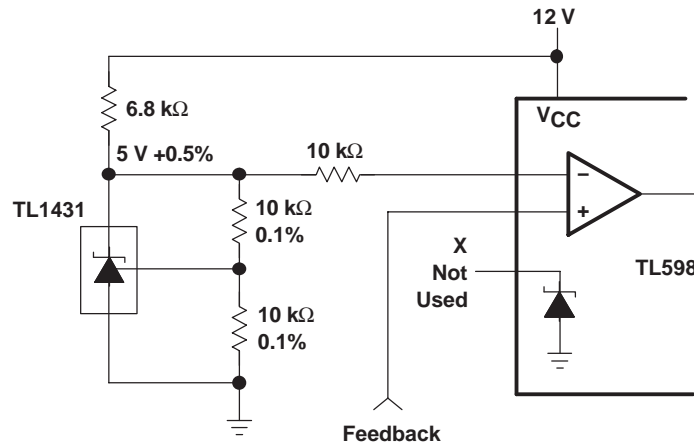 12 V
6.8 kΩ
VCC
5 V +0.5%
10 kΩ
−
TL1431
10 kΩ
0.1%
+
X
Not
Used
TL598
10 kΩ
0.1%
Feedback